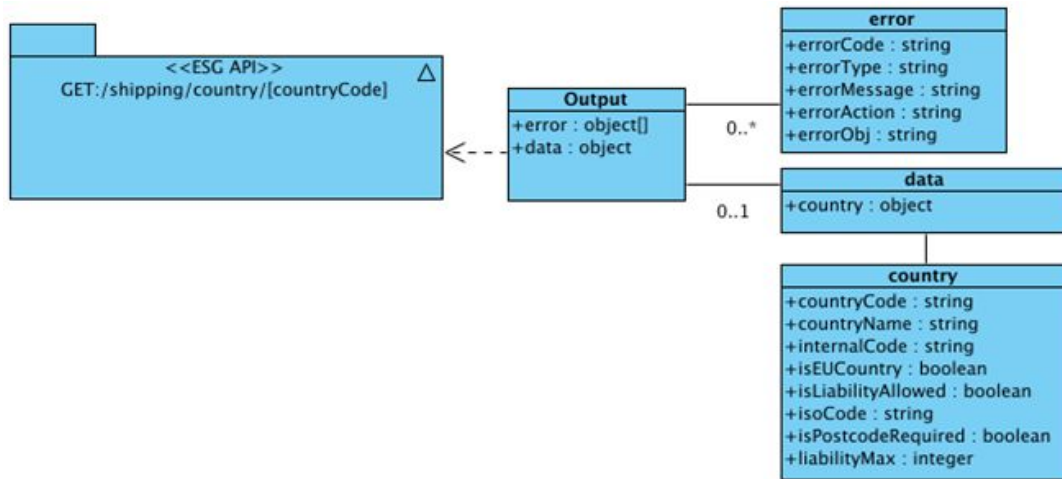 <<ESG API>>
GET:/shipping/country/[countryCode]
Output
+error : object[]
+data : object
0..*
0..1
error
+errorCode : string
+errorType : string
+errorMessage : string
+errorAction : string
+errorObj : string
data
+country : object
country
+countryCode : string
+countryName : string
+internalCode : string
+isEUCountry : boolean
+isLiabilityAllowed : boolean
+isoCode : string
+isPostcodeRequired : boolean
+liabilityMax : integer